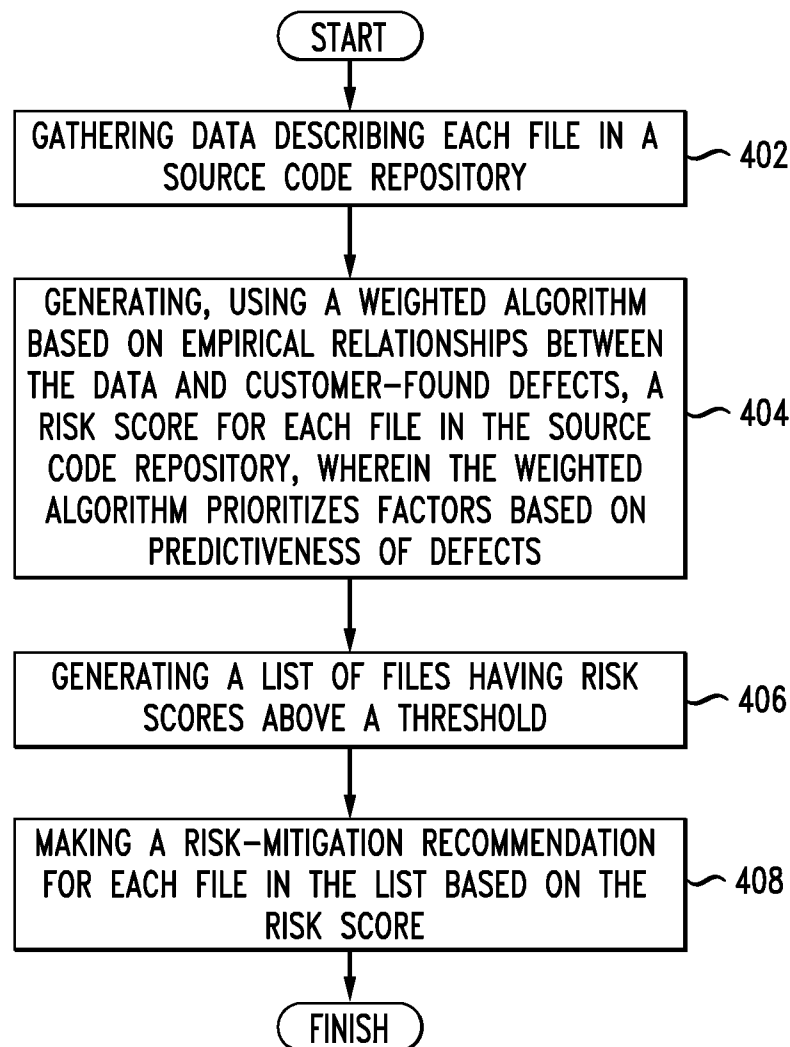 START
GATHERING DATA DESCRIBING EACH FILE IN A
SOURCE CODE REPOSITORY
402
GENERATING, USING A WEIGHTED ALGORITHM
BASED ON EMPIRICAL RELATIONSHIPS BETWEEN
THE DATA AND CUSTOMER-FOUND DEFECTS, A
RISK SCORE FOR EACH FILE IN THE SOURCE
CODE REPOSITORY, WHEREIN THE WEIGHTED
ALGORITHM PRIORITIZES FACTORS BASED ON
PREDICTIVENESS OF DEFECTS
404
GENERATING A LIST OF FILES HAVING RISK
SCORES ABOVE A THRESHOLD
406
MAKING A RISK-MITIGATION RECOMMENDATION
FOR EACH FILE IN THE LIST BASED ON THE
RISK SCORE
408
FINISH